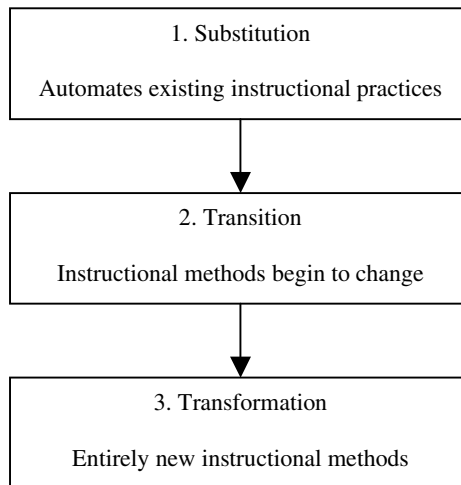 1. Substitution
Automates existing instructional practices
2. Transition
Instructional methods begin to change
3. Transformation
Entirely new instructional methods